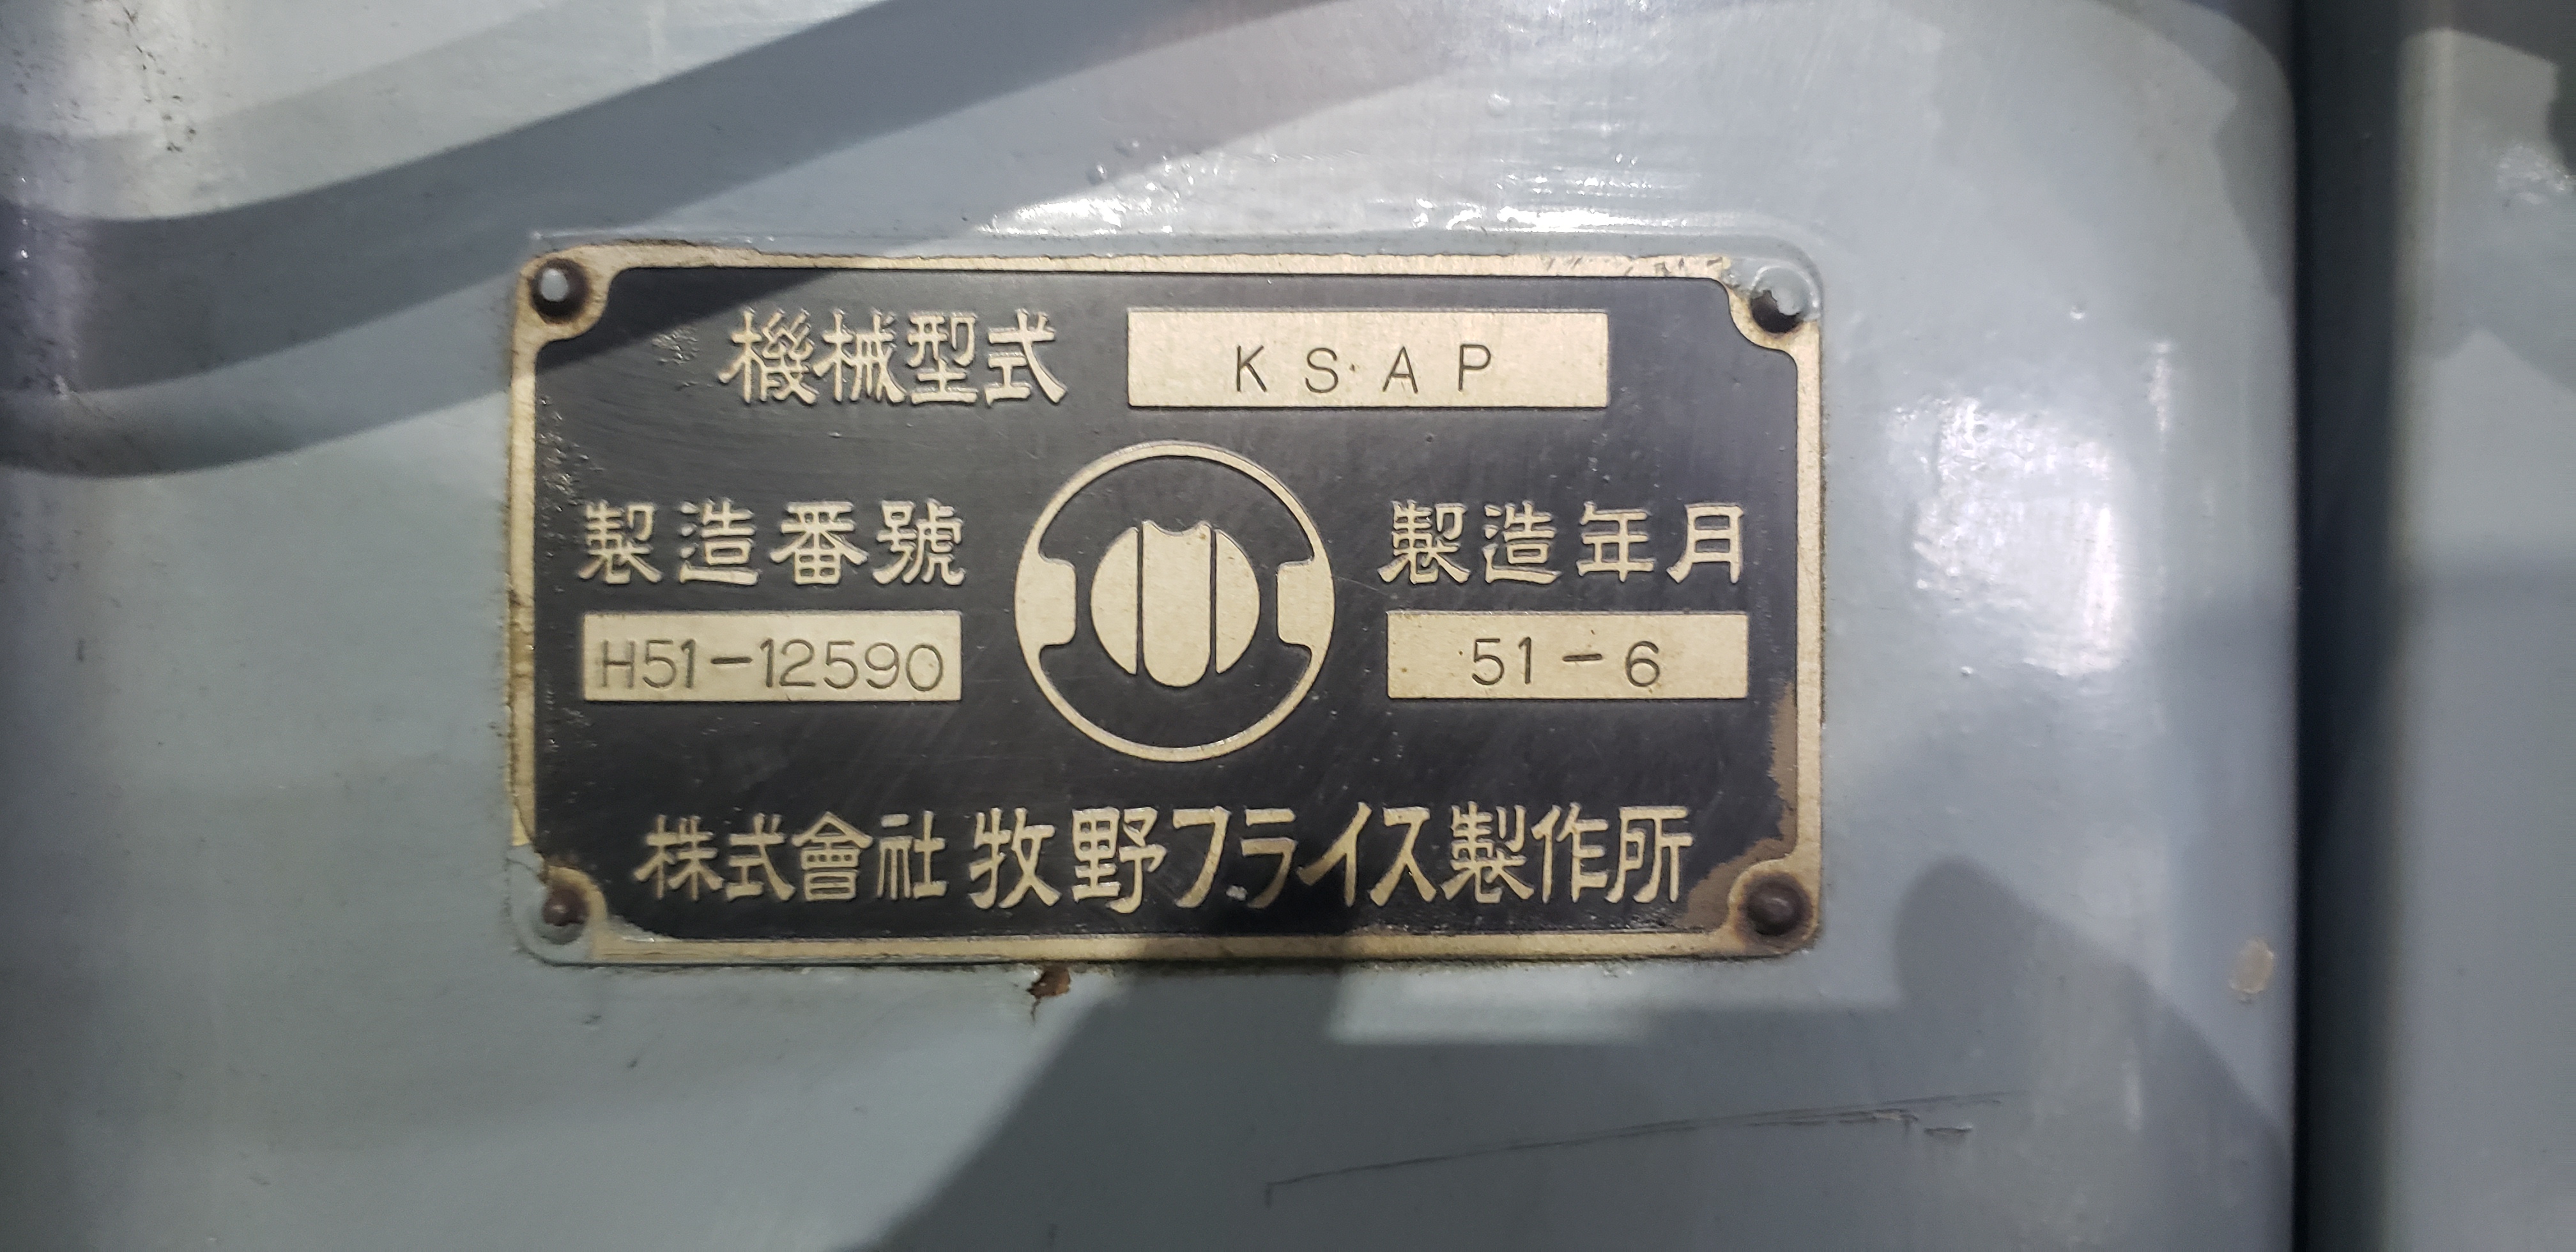 機械型式 KSAP
製造番號 製造年月
H51-12590 51-6
株式會社 牧野フライス製作所